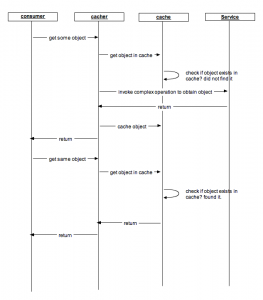 consumer
cacher
cache
Service
get some object
get object in cache
check if object exists in
cache? did not find it
invoke complex operation to obtain object
return
cache object
return
get same object
get object in cache
check if object exists in
cache? found it.
return
return